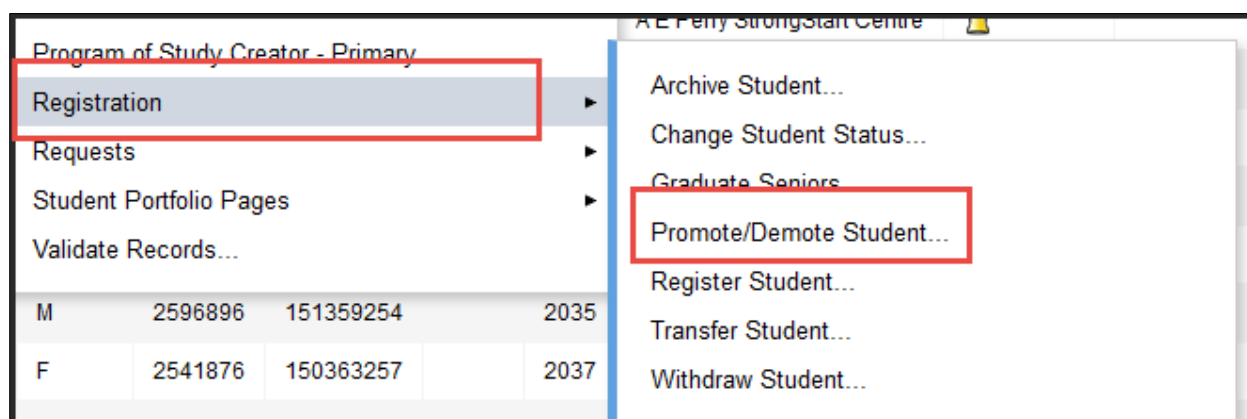 A E Perry StrongStart Centre
Program of Study Creator - Primary
Registration
Requests
Student Portfolio Pages
Validate Records...
Archive Student...
Change Student Status...
Graduate Seniors
Promote/Demote Student...
Register Student...
Transfer Student...
Withdraw Student...
M 2596896 151359254 2035
F 2541876 150363257 2037